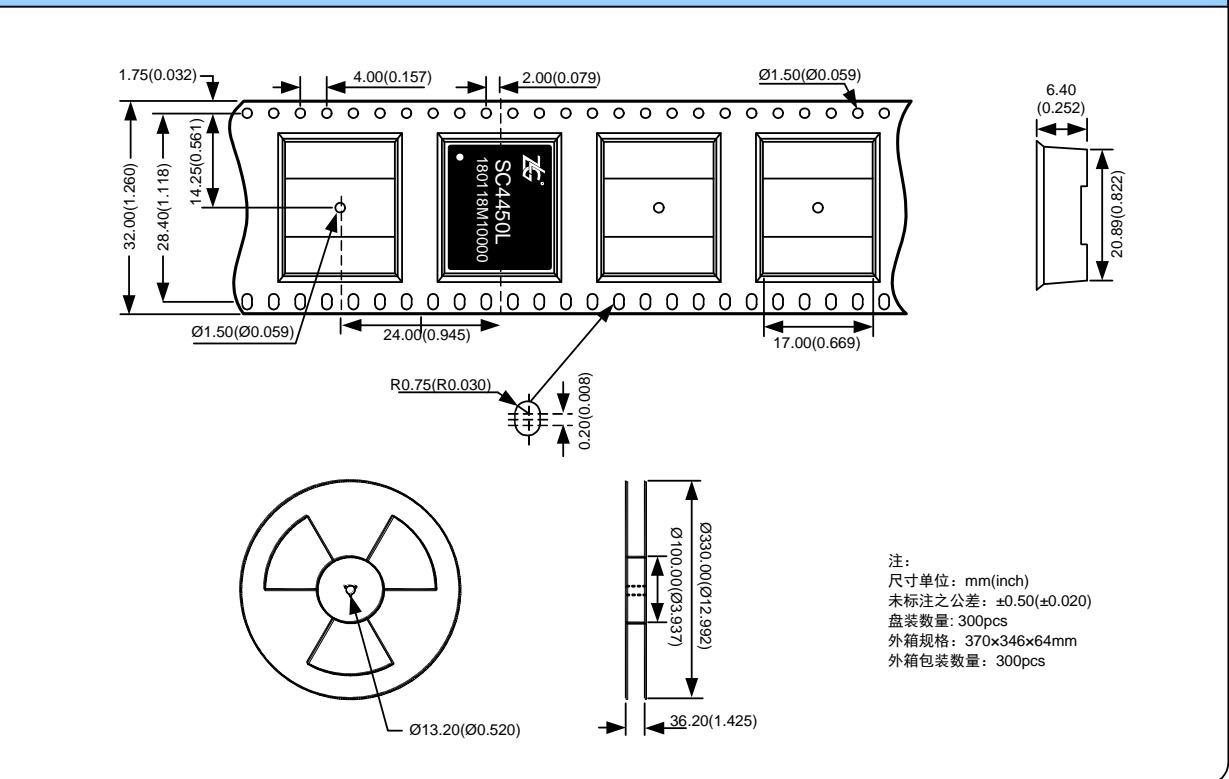 1.75(0.032)
4.00(0.157)
2.00(0.079)
Ø1.50(Ø0.059)
6.40
(0.252)
32.00(1.260)
28.40(1.118)
14.25(0.561)
SC4450L
180118M10000
20.89(0.822)
Ø1.50(Ø0.059)
24.00(0.945)
17.00(0.669)
R0.75(R0.030)
0.20(0.008)
Ø100.00(Ø3.937)
Ø330.00(Ø12.992)
Ø13.20(Ø0.520)
36.20(1.425)
注：
尺寸单位：mm(inch)
未标注之公差：±0.50(±0.020)
盘装数量: 300pcs
外箱规格：370×346×64mm
外箱包装数量：300pcs